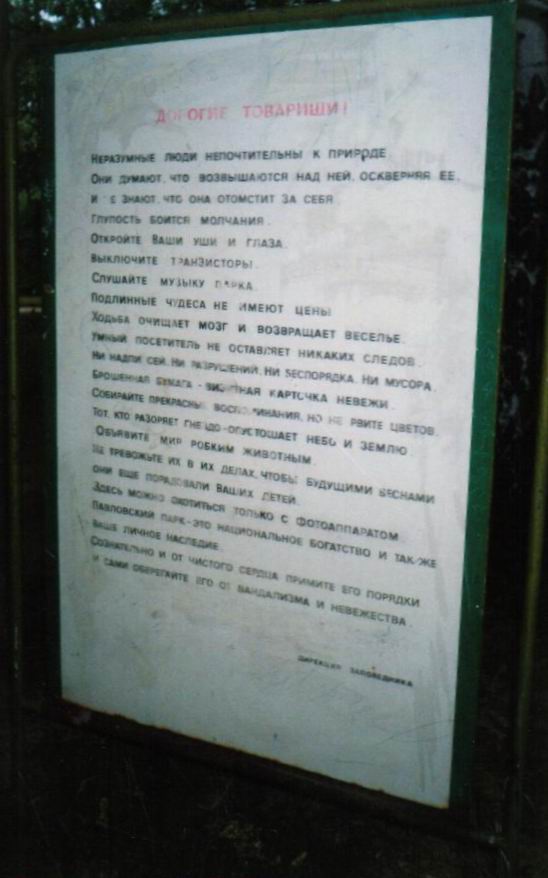 ДОРОГИЕ ТОВАРИЩИ!
НЕРАЗУМНЫЕ ЛЮДИ НЕПОЧТИТЕЛЬНЫ К ПРИРОДЕ.
ОНИ ДУМАЮТ, ЧТО ВОЗВЫШАЮТСЯ НАД НЕЙ, ОСКВЕРНЯЯ ЕЕ,
И НЕ ЗНАЮТ, ЧТО ОНА ОТОМСТИТ ЗА СЕБЯ.
ГЛУПОСТЬ БОИТСЯ МОЛЧАНИЯ.
ОТКРОЙТЕ ВАШИ УШИ И ГЛАЗА.
ВЫКЛЮЧИТЕ ТРАНЗИСТОРЫ.
СЛУШАЙТЕ МУЗЫКУ ПАРКА.
ПОДЛИННЫЕ ЧУДЕСА НЕ ИМЕЮТ ЦЕНЫ.
ХОДЬБА ОЧИЩАЕТ МОЗГ И ВОЗВРАЩАЕТ ВЕСЕЛЬЕ.
УМНЫЙ ПОСЕТИТЕЛЬ НЕ ОСТАВЛЯЕТ НИКАКИХ СЛЕДОВ.
НИ НАДПИСЕЙ, НИ РАЗРУШЕНИЙ, НИ БЕСПОРЯДКА, НИ МУСОРА.
БРОШЕННАЯ БУМАГА - ВИЗИТНАЯ КАРТОЧКА НЕВЕЖИ.
СОБИРАЙТЕ ПРЕКРАСНЫЕ ВОСПОМИНАНИЯ, НО НЕ РВИТЕ ЦВЕТОВ.
ТОТ, КТО РАЗОРЯЕТ ГНЕЗДО - ОПУСТОШАЕТ НЕБО И ЗЕМЛЮ.
ОБЪЯВИТЕ МИР РОБКИМ ЖИВОТНЫМ.
НЕ ТРЕВОЖЬТЕ ИХ В ИХ ДЕЛАХ, ЧТОБЫ БУДУЩИМИ ВЕСНАМИ
ОНИ ЕЩЕ ПОРАДОВАЛИ ВАШИХ ДЕТЕЙ.
ЗДЕСЬ МОЖНО ОХОТИТЬСЯ ТОЛЬКО С ФОТОАППАРАТОМ.
ПАВЛОВСКИЙ ПАРК - ЭТО НАЦИОНАЛЬНОЕ БОГАТСТВО И ТАК-ЖЕ
ВАШЕ ЛИЧНОЕ НАСЛЕДИЕ.
СОЗНАТЕЛЬНО И ОТ ЧИСТОГО СЕРДЦА ПРИМИТЕ ЕГО ПОРЯДКИ
И САМИ ОБЕРЕГАЙТЕ ЕГО ОТ ВАНДАЛИЗМА И НЕВЕЖЕСТВА.
ДИРЕКЦИЯ ЗАПОВЕДНИКА